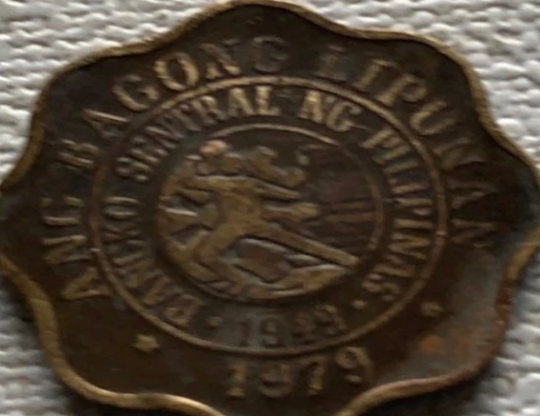 ANG BAGONG LIPUNAN
BANGKO SENTRAL NG PILIPINAS
1949
1979